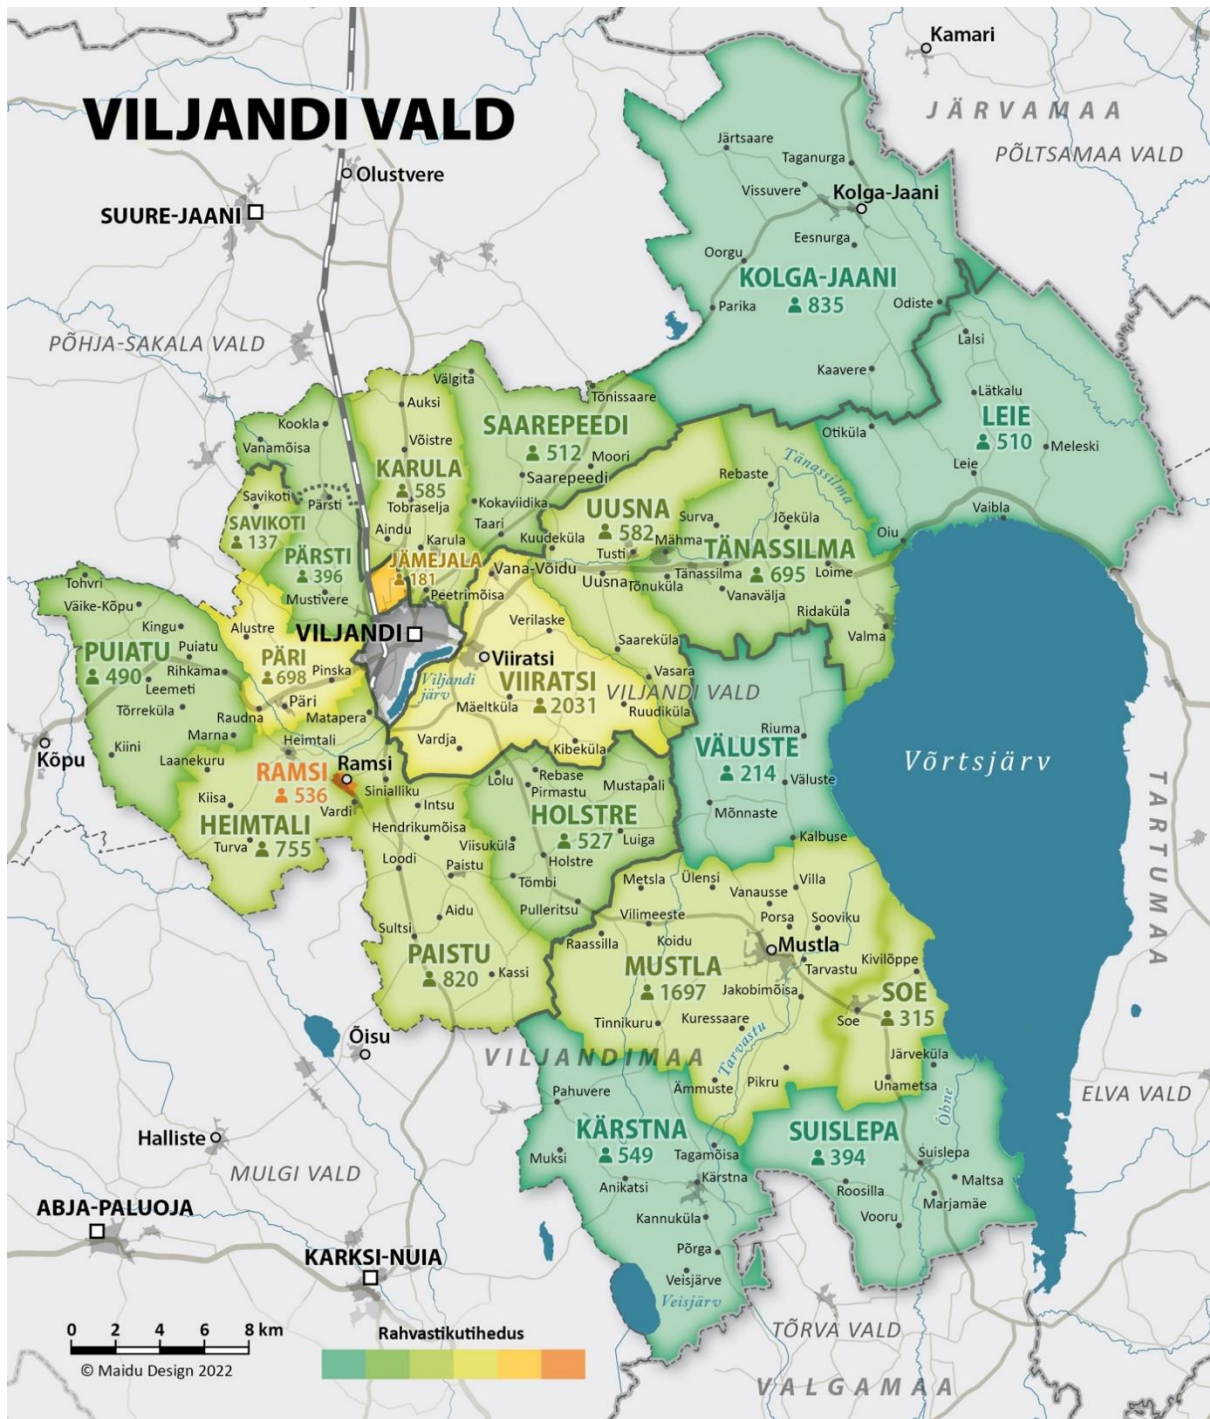 VILJANDI VALD
Kamari
JÄRVAMAA
PÕLTSAMAA VALD
Olustvere
SUURE-JAANI
PÕHJA-SAKALA VALD
Järtsaare
Taganurga
Vissuvere
Kolga-Jaani
Eesnurga
Oorgu
KOLGA-JAANI
835
Parika
Odiste
Kaavere
Lalsi
Lätkalu
LEIE
510
Otiküla
Meleski
Leie
Vaibla
Oiu
Välgita
Tõnissaare
Auksi
SAAREPEEDI
512
Kookla
Vanamõisa
Võistre
Moori
Saarepeedi
KARULA
585
Tobraselja
Kokaviidika
Taari
Aindu
Karula
Savikoti
SAVIKOTI
137
Pärsti
PÄRSTI
396
Mustivere
JÄMEJALA
181
Peetrimõisa
UUSNA
582
Kuudeküla
Tusti
Uusna
Rebaste
Tänassilma
Surva
Jõeküla
Mähma
TÄNASSILMA
695
Tänassilma
Tõnuküla
Vanavälja
Loime
Ridaküla
Valma
Vana-Võidu
Verilaske
Saareküla
Vasara
Tohvri
Väike-Kõpu
Kingu
Puiatu
PUIATU
490
Rihkama
Leemeti
Tõrreküla
Kiini
Marna
Alustre
PÄRI
698
Pinska
Päri
Raudna
Matapera
VILJANDI
Viljandi
järv
Viiratsi
VIIRATSI
2031
Mäeltküla
Ruudiküla
Vardja
Kibeküla
VILJANDI VALD
Riuma
VÄLUSTE
214
Väluste
Mõnnaste
Kalbuse
Võrtsjärv
TARTUMAA
Kõpu
Heimtali
Laanekuru
RAMSI
536
Ramsi
Sinialliku
Kiisa
Vardi
HEIMTALI
755
Turva
Intsu
Hendrikumõisa
Loodi
Paistu
Aidu
Sultsi
PAISTU
820
Kassi
Lolu
Rebase
Pirmastu
Mustapali
HOLSTRE
527
Luiga
Viisuküla
Holstre
Tömbi
Pulleritsu
Metsla
Ülensi
Vanausse
Villa
Vilimeeste
Porsa
Sooviku
Raassilla
Koidu
Mustla
Tarvastu
MUSTLA
1697
Jakobimõisa
Kuressaare
Tinnikuru
Tarvastu
Ämmuste
Pikru
Kivilõppe
SOE
315
Soe
Järveküla
Unametsa
Õhne
ELVA VALD
Õisu
VILJANDIMAA
Halliste
MULGI VALD
ABJA-PALUOJA
KARKSI-NUIA
Pahuvere
KÄRSTNA
549
Muksi
Tagamõisa
Kärstna
Anikatsi
Kannuküla
Põrga
Veisjärve
Veisjärv
SUISLEPA
394
Suislepa
Maltsa
Roosilla
Marjamäe
Vooru
TÕRVA VALD
VALGAMAA
0 2 4 6 8 km
© Maidu Design 2022
Rahvastikutihedus